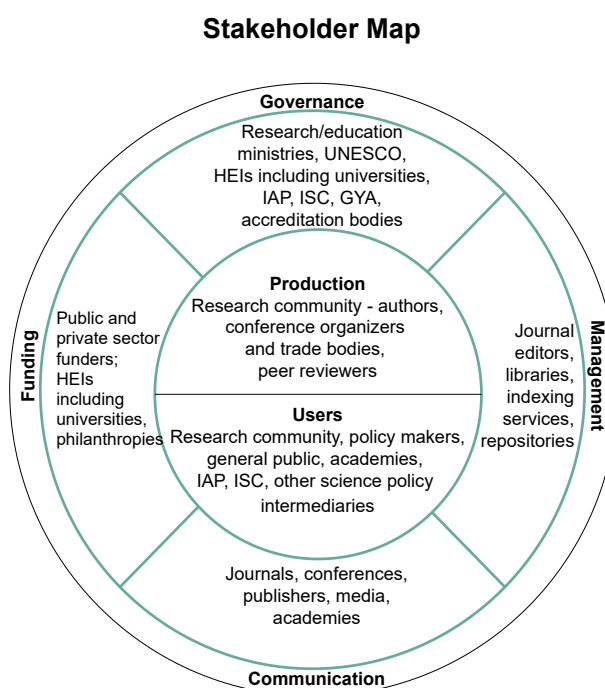 Stakeholder Map
Governance
Research/education
ministries, UNESCO,
HEIs including universities,
IAP, ISC, GYA,
accreditation bodies
Production
Research community - authors,
conference organizers
and trade bodies,
peer reviewers
Funding
Public and
private sector
funders;
HEIs
including
universities,
philanthropies
Management
Journal
editors,
libraries,
indexing
services,
repositories
Users
Research community, policy makers,
general public, academies,
IAP, ISC, other science policy
intermediaries
Journals, conferences,
publishers, media,
academies
Communication